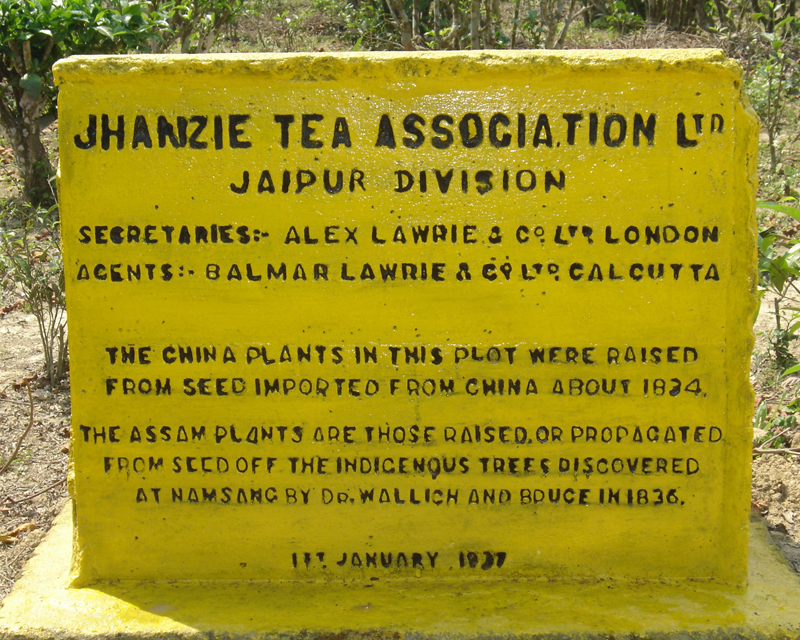 JHANZIE TEA ASSOCIATION LTD
JAIPUR DIVISION
SECRETARIES:- ALEX LAWRIE & CO. LTD. LONDON
AGENTS:- BALMAR LAWRIE & CO. LTD. CALCUTTA
THE CHINA PLANTS IN THIS PLOT WERE RAISED
FROM SEED IMPORTED FROM CHINA ABOUT 1834.
THE ASSAM PLANTS ARE THOSE RAISED.OR PROPAGATED
FROM SEED OFF THE INDIGENOUS TREES DISCOVERED
AT NAMSANG BY DR. WALLICH AND BRUCE IN 1836.
1ST. JANUARY 1937